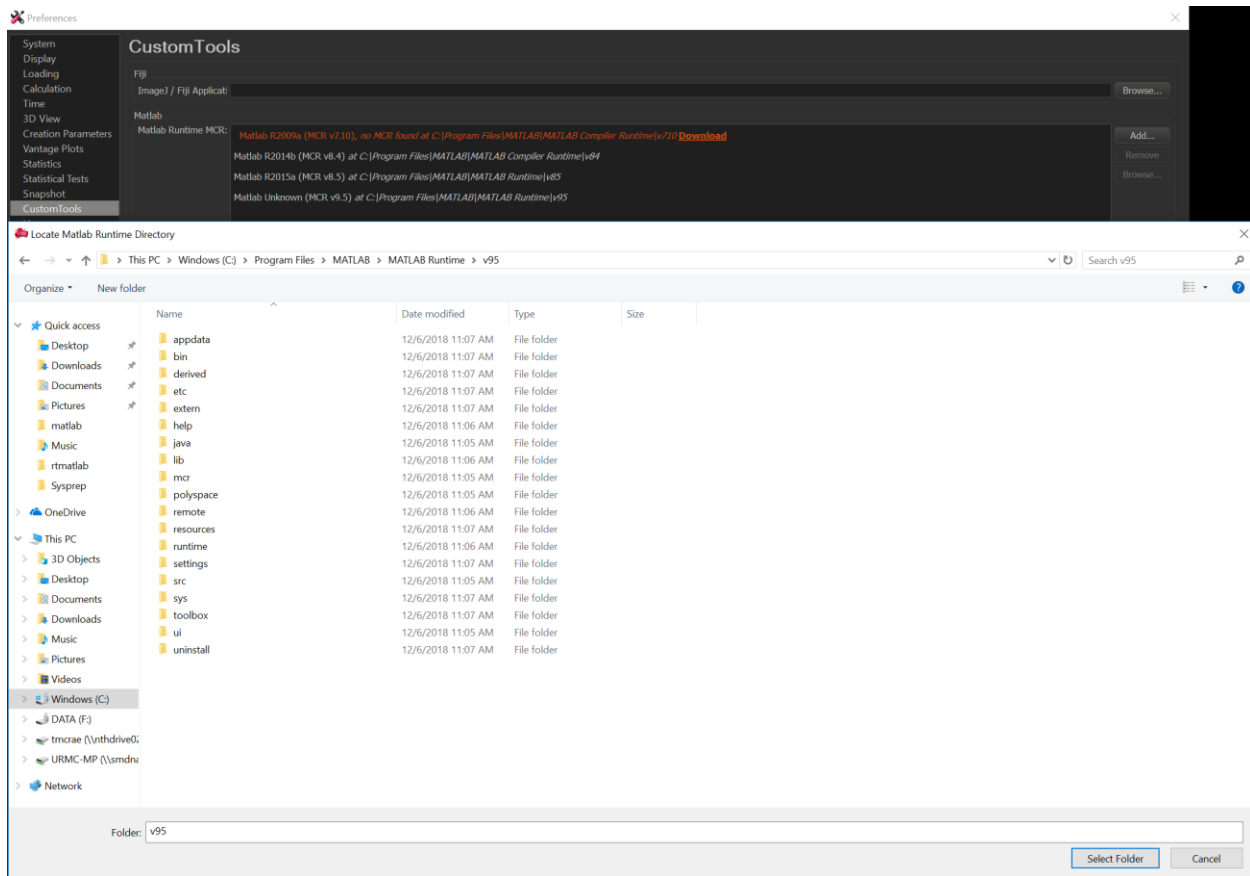 Preferences
System
Display
Loading
Calculation
Time
3D View
Creation Parameters
Vantage Plots
Statistics
Statistical Tests
Snapshot
CustomTools
CustomTools
Fiji
ImageJ / Fiji Applicati
Browse...
Matlab
Matlab Runtime MCR:
Matlab R2009a (MCR v7.10), no MCR found at C:|Program Files|MATLAB|MATLAB Compiler Runtime|v710 Download
Matlab R2014b (MCR v8.4) at C:|Program Files|MATLAB|MATLAB Compiler Runtime|v84
Matlab R2015a (MCR v8.5) at C:|Program Files|MATLAB|MATLAB Runtime|v85
Matlab Unknown (MCR v9.5) at C:|Program Files|MATLAB|MATLAB Runtime|v95
Add...
Remove
Browse...
Locate Matlab Runtime Directory
This PC > Windows (C:) > Program Files > MATLAB > MATLAB Runtime > v95
Search v95
Organize
New folder
Quick access
Desktop
Downloads
Documents
Pictures
matlab
Music
rtmatlab
Sysprep
OneDrive
This PC
3D Objects
Desktop
Documents
Downloads
Music
Pictures
Videos
Windows (C:)
DATA (F:)
tmcrae (\\nthdrive02
URMC-MP (\\smdna
Network
Name Date modified Type Size
appdata 12/6/2018 11:07 AM File folder
bin 12/6/2018 11:07 AM File folder
derived 12/6/2018 11:07 AM File folder
etc 12/6/2018 11:07 AM File folder
extern 12/6/2018 11:07 AM File folder
help 12/6/2018 11:06 AM File folder
java 12/6/2018 11:05 AM File folder
lib 12/6/2018 11:06 AM File folder
mcr 12/6/2018 11:05 AM File folder
polyspace 12/6/2018 11:05 AM File folder
remote 12/6/2018 11:06 AM File folder
resources 12/6/2018 11:07 AM File folder
runtime 12/6/2018 11:06 AM File folder
settings 12/6/2018 11:07 AM File folder
src 12/6/2018 11:05 AM File folder
sys 12/6/2018 11:07 AM File folder
toolbox 12/6/2018 11:07 AM File folder
ui 12/6/2018 11:05 AM File folder
uninstall 12/6/2018 11:07 AM File folder
Folder: v95
Select Folder
Cancel